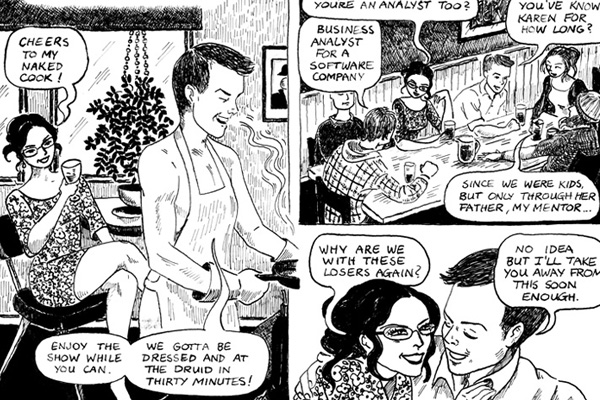 CHEERS
TO MY
NAKED
COOK!
ENJOY THE
SHOW WHILE
YOU CAN.
WE GOTTA BE
DRESSED AND AT
THE DRUID IN
THIRTY MINUTES!
YOURE AN ANALYST TOO?
BUSINESS
ANALYST
FOR A
SOFTWARE
COMPANY
YOU'VE KNOW
KAREN FOR
HOW LONG?
SINCE WE WERE KIDS,
BUT ONLY THROUGH HER
FATHER, MY MENTOR...
WHY ARE WE
WITH THESE
LOSERS AGAIN?
NO IDEA
BUT I'LL TAKE
YOU AWAY FROM
THIS SOON
ENOUGH.